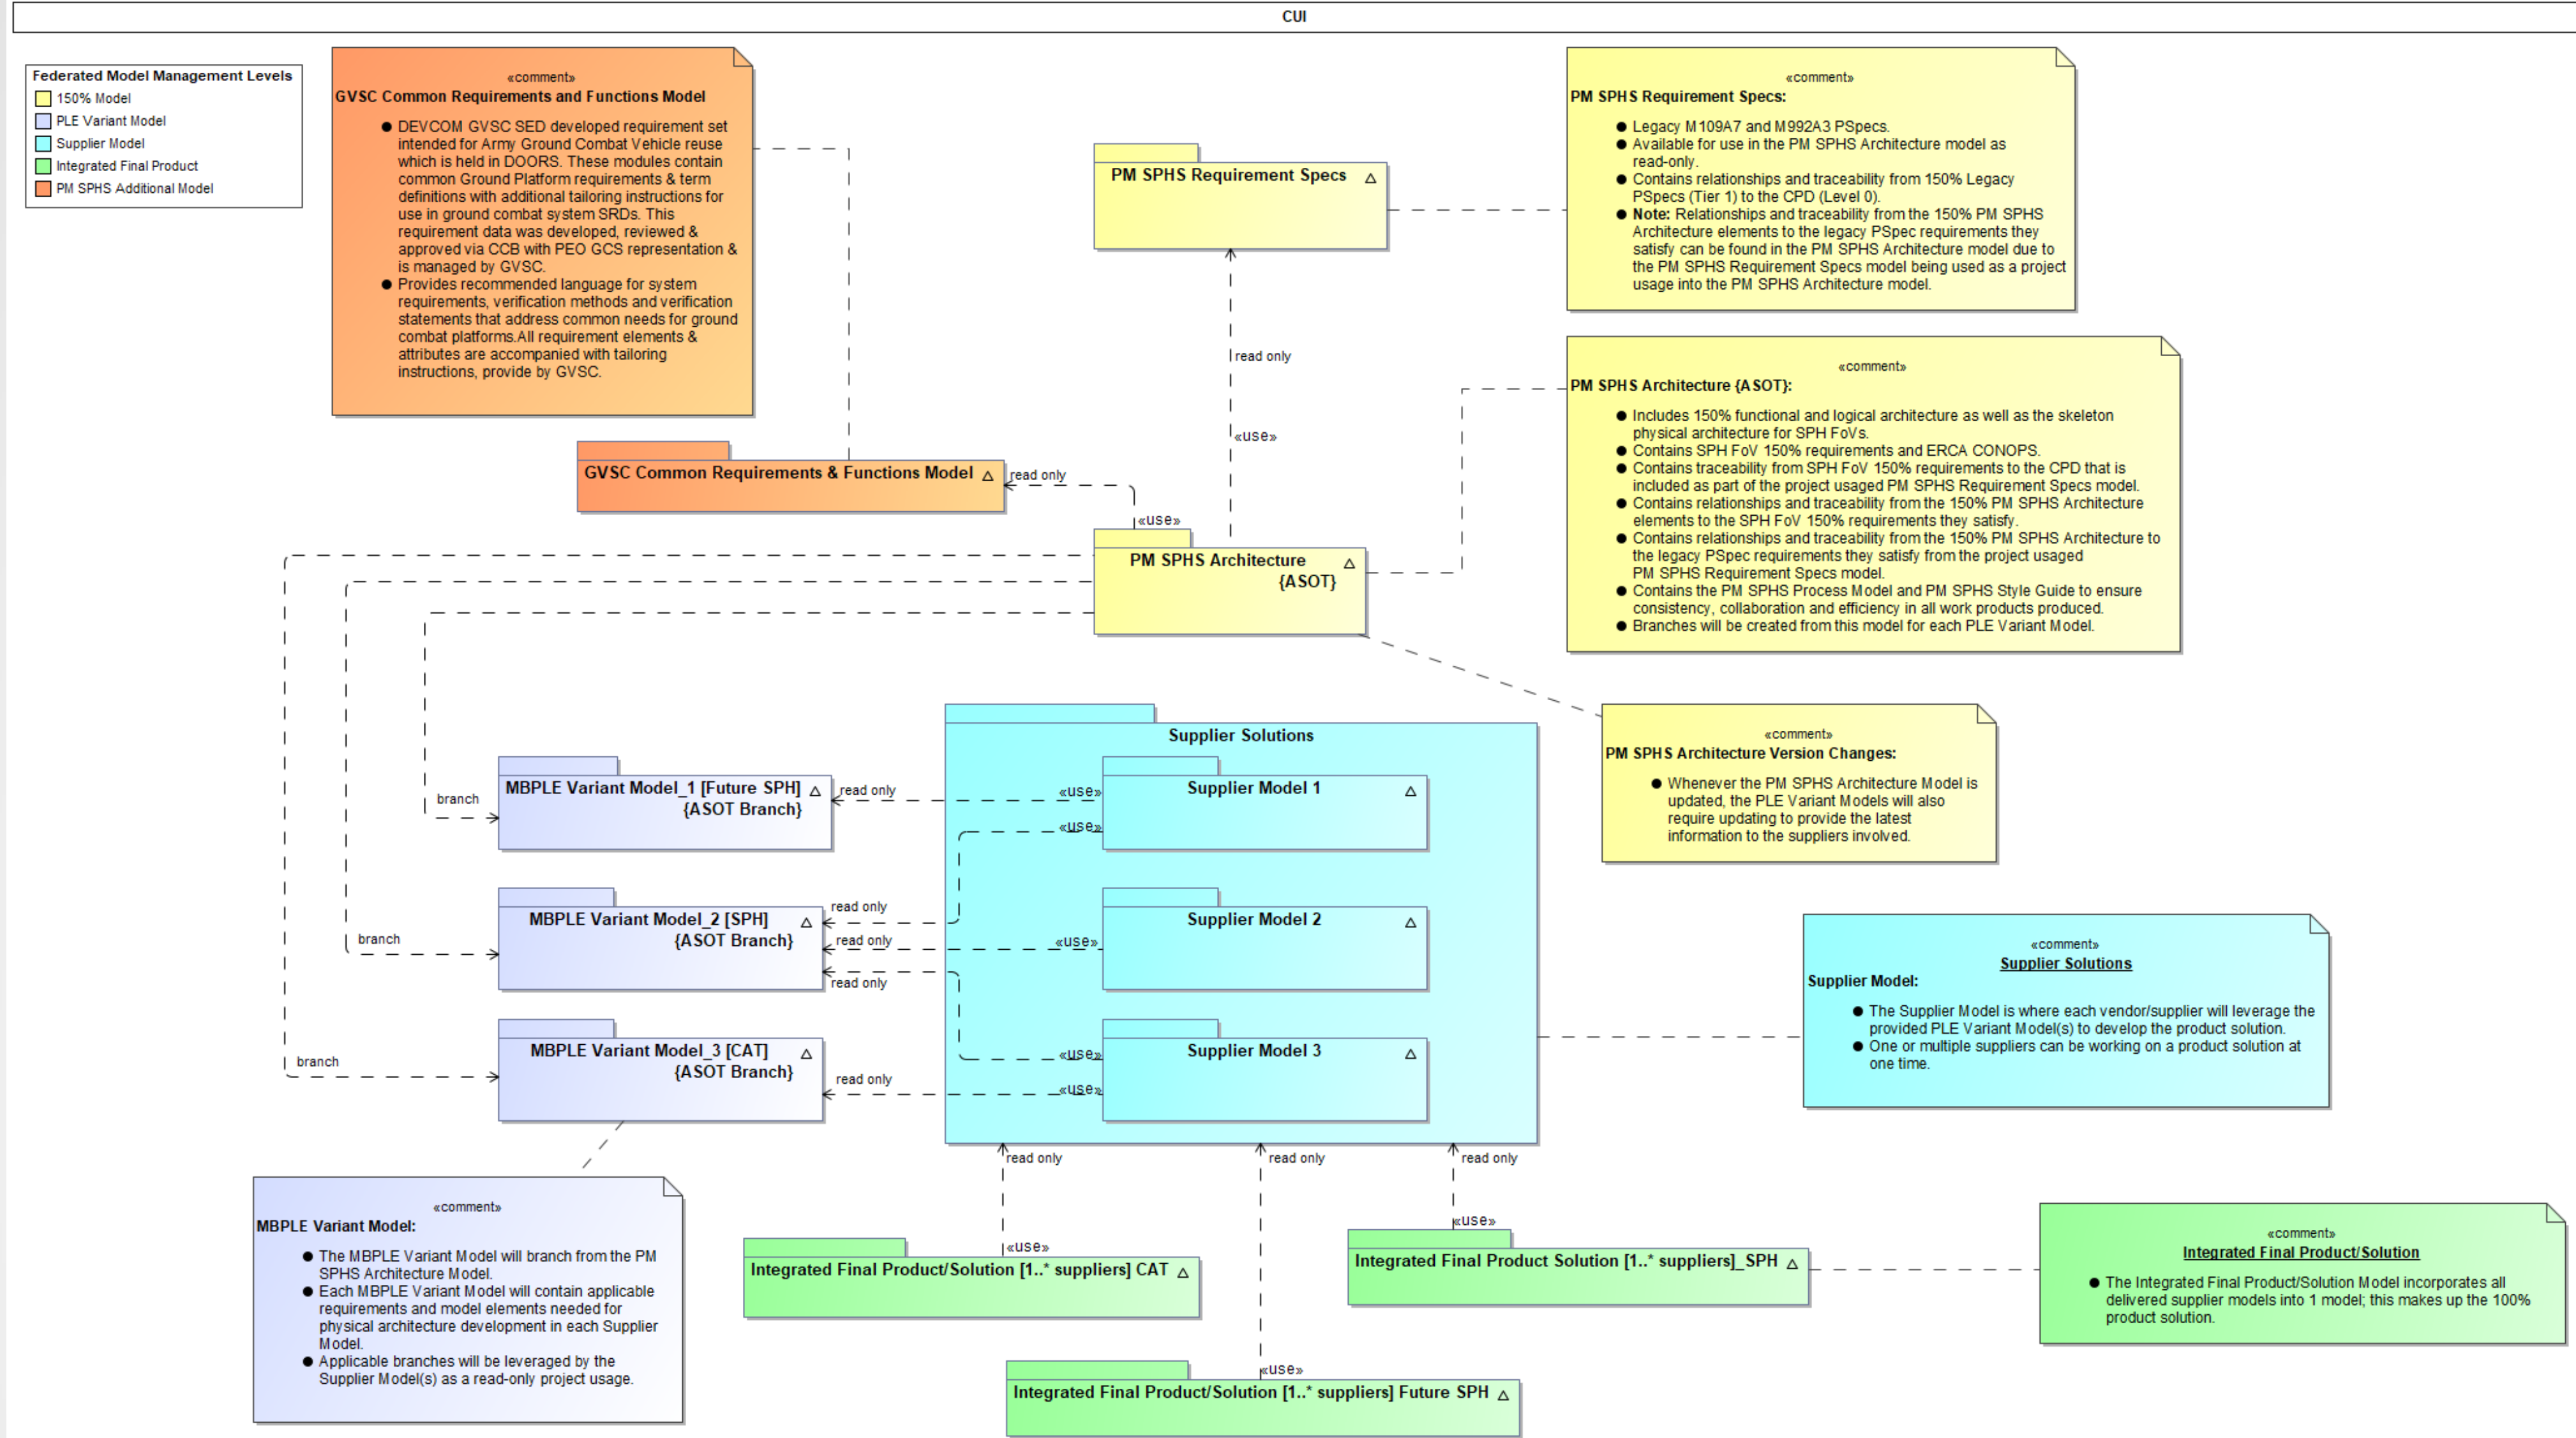 CUI
Federated Model Management Levels
150% Model
PLE Variant Model
Supplier Model
Integrated Final Product
PM SPHS Additional Model
«comment»
GVSC Common Requirements and Functions Model
● DEVCOM GVSC SED developed requirement set
intended for Army Ground Combat Vehicle reuse
which is held in DOORS. These modules contain
common Ground Platform requirements & term
definitions with additional tailoring instructions for
use in ground combat system SRDs. This
requirement data was developed, reviewed &
approved via CCB with PEO GCS representation &
is managed by GVSC.
● Provides recommended language for system
requirements, verification methods and verification
statements that address common needs for ground
combat platforms.All requirement elements &
attributes are accompanied with tailoring
instructions, provide by GVSC.
PM SPHS Requirement Specs
«comment»
PM SPHS Requirement Specs:
● Legacy M109A7 and M992A3 PSpecs.
● Available for use in the PM SPHS Architecture model as
read-only.
● Contains relationships and traceability from 150% Legacy
PSpecs (Tier 1) to the CPD (Level 0).
● Note: Relationships and traceability from the 150% PM SPHS
Architecture elements to the legacy PSpec requirements they
satisfy can be found in the PM SPHS Architecture model due to
the PM SPHS Requirement Specs model being used as a project
usage into the PM SPHS Architecture model.
read only
«use»
«comment»
PM SPHS Architecture {ASOT}:
● Includes 150% functional and logical architecture as well as the skeleton
physical architecture for SPH FoVs.
● Contains SPH FoV 150% requirements and ERCA CONOPS.
● Contains traceability from SPH FoV 150% requirements to the CPD that is
included as part of the project usaged PM SPHS Requirement Specs model.
● Contains relationships and traceability from the 150% PM SPHS Architecture
elements to the SPH FoV 150% requirements they satisfy.
● Contains relationships and traceability from the 150% PM SPHS Architecture to
the legacy PSpec requirements they satisfy from the project usaged
PM SPHS Requirement Specs model.
● Contains the PM SPHS Process Model and PM SPHS Style Guide to ensure
consistency, collaboration and efficiency in all work products produced.
● Branches will be created from this model for each PLE Variant Model.
GVSC Common Requirements & Functions Model
read only
«use»
PM SPHS Architecture
{ASOT}
«comment»
PM SPHS Architecture Version Changes:
● Whenever the PM SPHS Architecture Model is
updated, the PLE Variant Models will also
require updating to provide the latest
information to the suppliers involved.
Supplier Solutions
branch
MBPLE Variant Model_1 [Future SPH]
{ASOT Branch}
read only
«use»
Supplier Model 1
«use»
branch
MBPLE Variant Model_2 [SPH]
{ASOT Branch}
read only
read only
read only
«use»
Supplier Model 2
branch
MBPLE Variant Model_3 [CAT]
{ASOT Branch}
read only
«use»
«use»
Supplier Model 3
«comment»
Supplier Solutions
Supplier Model:
● The Supplier Model is where each vendor/supplier will leverage the
provided PLE Variant Model(s) to develop the product solution.
● One or multiple suppliers can be working on a product solution at
one time.
read only
read only
read only
«comment»
MBPLE Variant Model:
● The MBPLE Variant Model will branch from the PM
SPHS Architecture Model.
● Each MBPLE Variant Model will contain applicable
requirements and model elements needed for
physical architecture development in each Supplier
Model.
● Applicable branches will be leveraged by the
Supplier Model(s) as a read-only project usage.
«use»
Integrated Final Product/Solution [1..* suppliers] CAT
«use»
Integrated Final Product Solution [1..* suppliers]_SPH
«use»
Integrated Final Product/Solution [1..* suppliers] Future SPH
«comment»
Integrated Final Product/Solution
● The Integrated Final Product/Solution Model incorporates all
delivered supplier models into 1 model; this makes up the 100%
product solution.